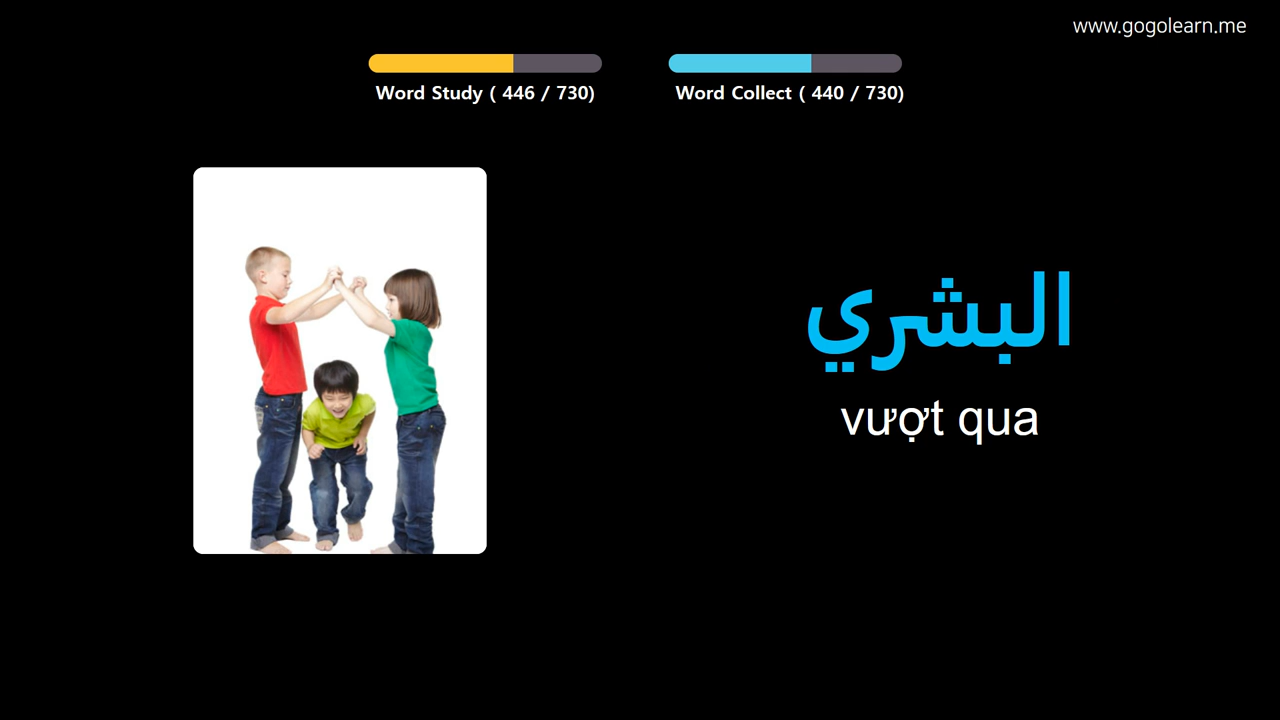 www.gogolearn.me
Word Study ( 446 / 730)
Word Collect ( 440 / 730)
البشري
vượt qua